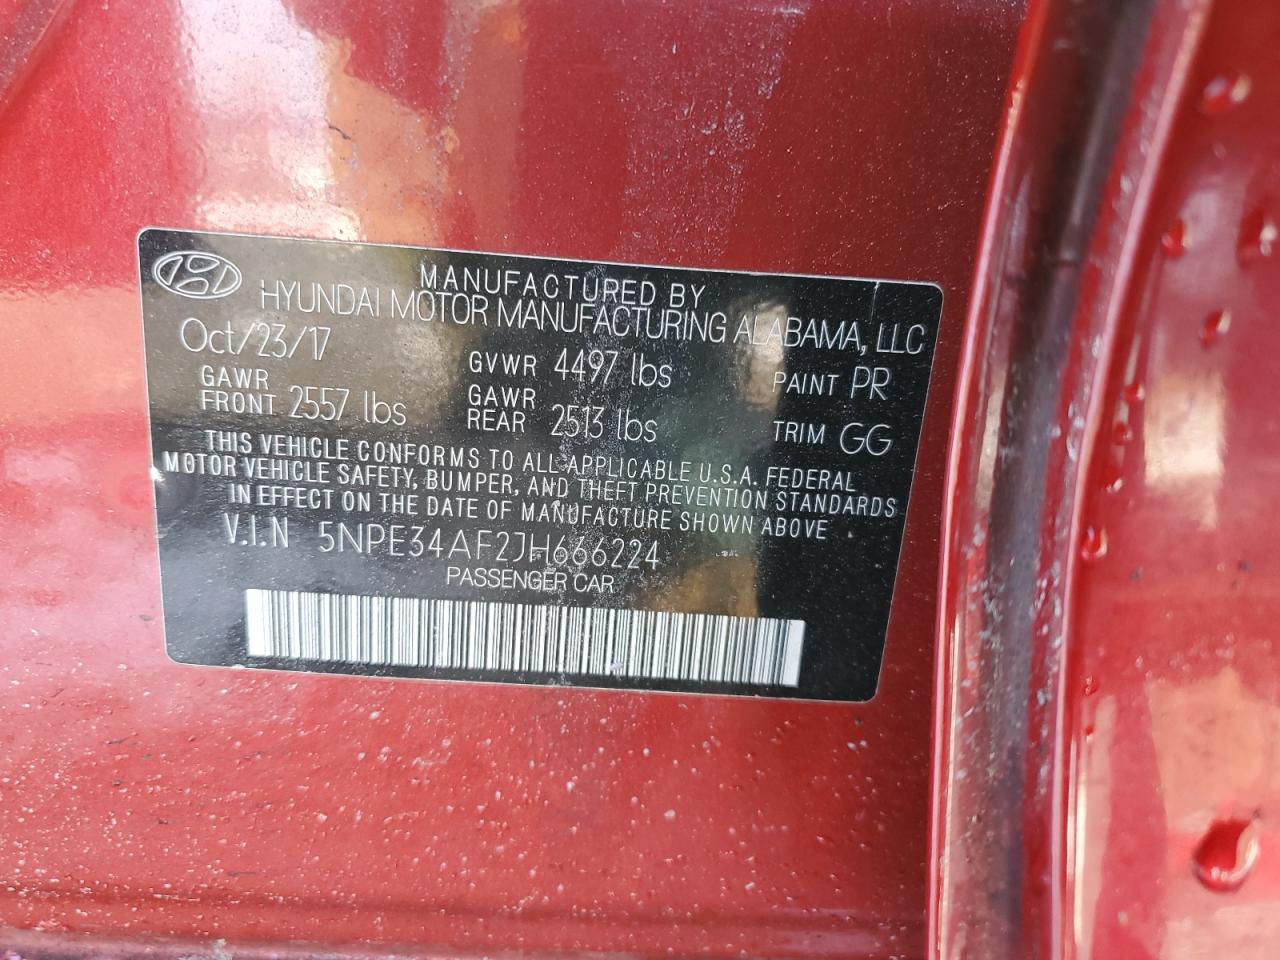 MANUFACTURED BY
HYUNDAI MOTOR MANUFACTURING ALABAMA, LLC
Oct/23/17 GVWR 4497 lbs PAINT PR
GAWR FRONT 2557 lbs GAWR REAR 2513 lbs TRIM GG
THIS VEHICLE CONFORMS TO ALL APPLICABLE U.S.A. FEDERAL
MOTOR VEHICLE SAFETY, BUMPER, AND THEFT PREVENTION STANDARDS
IN EFFECT ON THE DATE OF MANUFACTURE SHOWN ABOVE
V.I.N 5NPE34AF2JH666224
PASSENGER CAR